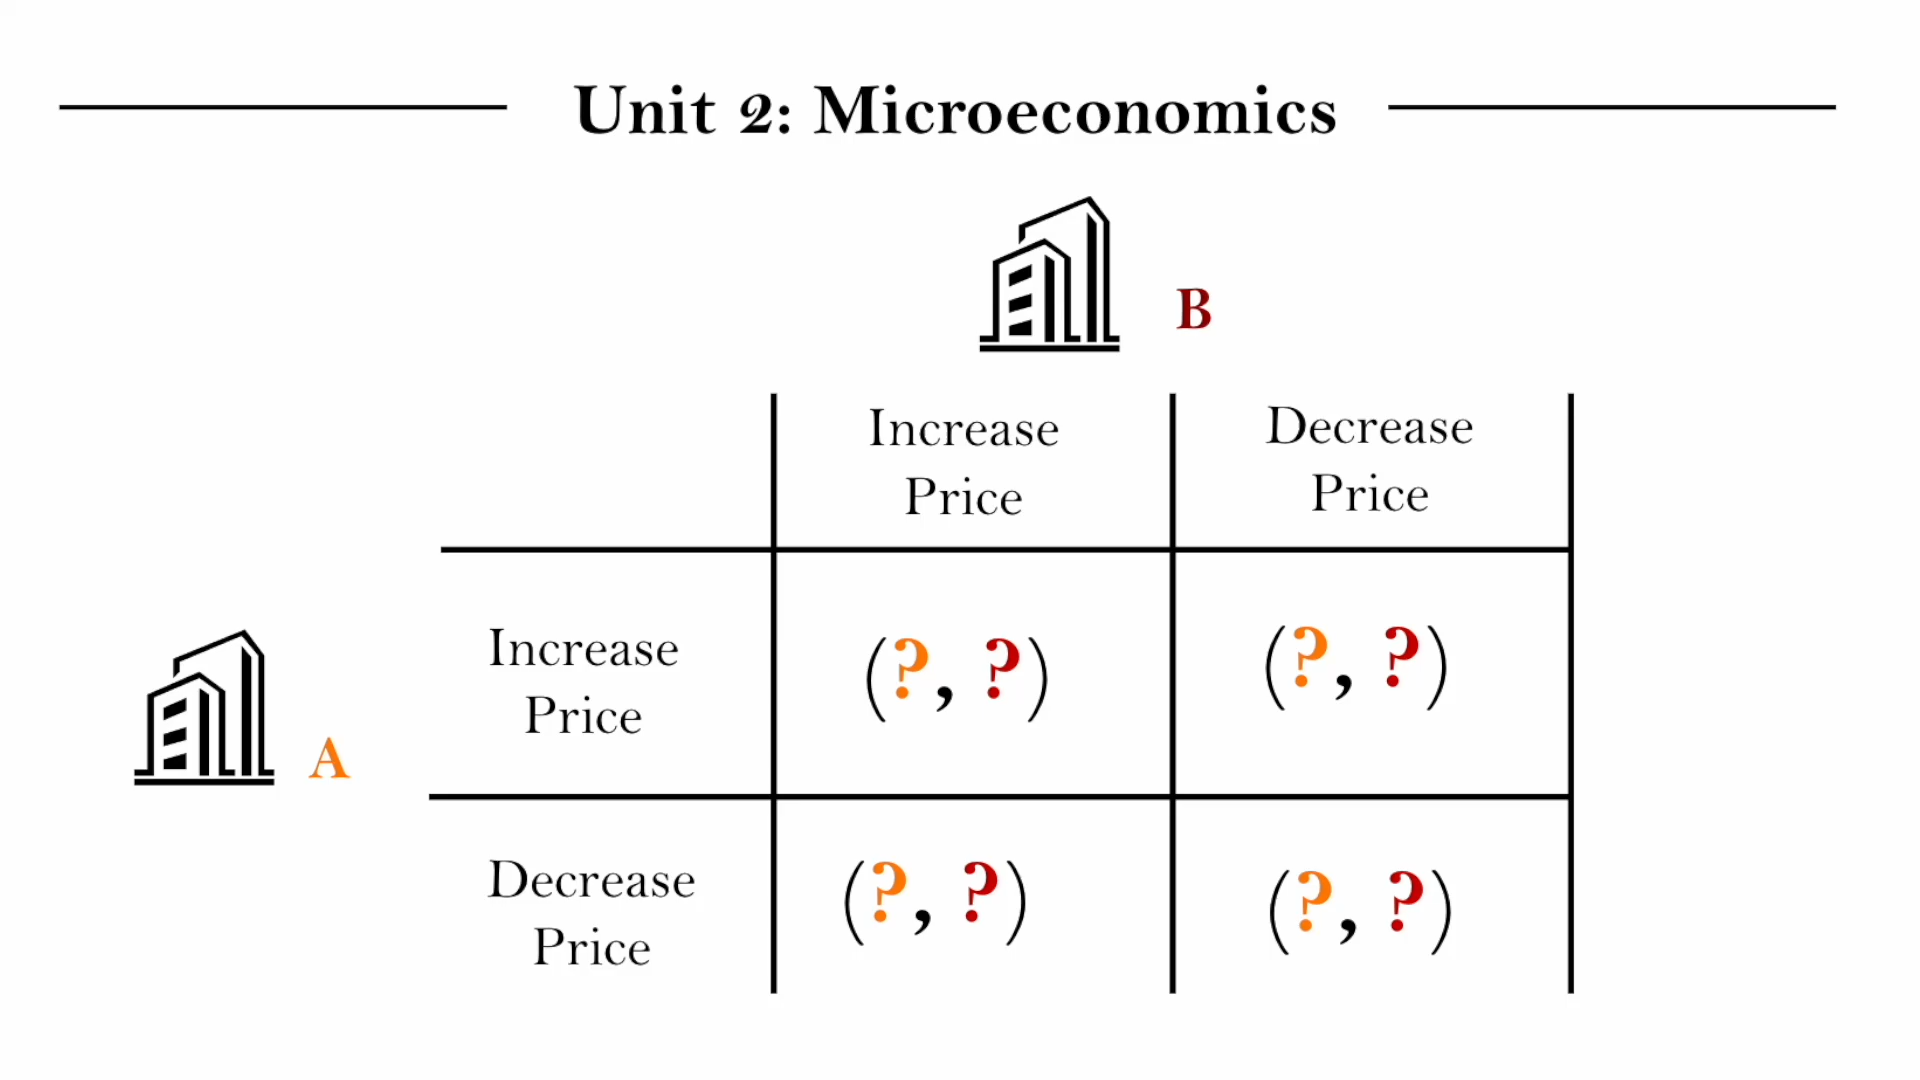 Unit 2: Microeconomics
B
Increase
Price
Decrease
Price
A
Increase
Price
(?, ?)
(?, ?)
Decrease
Price
(?, ?)
(?, ?)